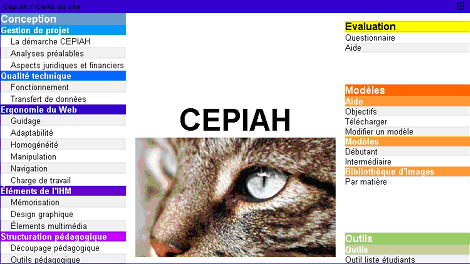 Cepiah / Carte du site
Conception
Gestion de projet
La démarche CEPIAH
Analyses préalables
Aspects juridiques et financiers
Qualité technique
Fonctionnement
Transfert de données
Ergonomie du Web
Guidage
Adaptabilité
Homogénéité
Manipulation
Navigation
Charge de travail
Éléments de l'IHM
Mémorisation
Design graphique
Élements multimédia
Structuration pédagogique
Découpage pédagogique
Outils pédagogique
CEPIAH
Evaluation
Questionnaire
Aide
Modèles
Aide
Objectifs
Télécharger
Modifier un modèle
Modèles
Débutant
Intermédiaire
Bibliothèque d'images
Par matière
Outils
Outils
Outil liste étudiants